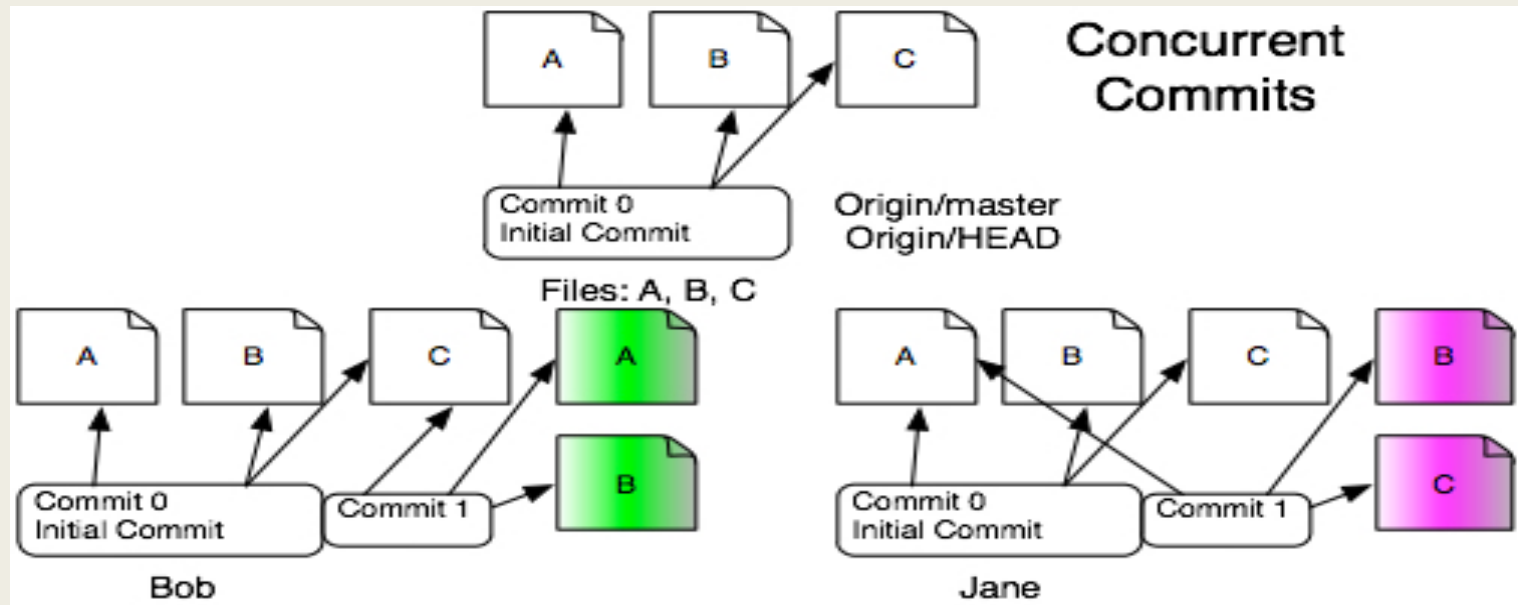 A
B
C
Concurrent
Commits
Commit 0
Initial Commit
Origin/master
Origin/HEAD
Files: A, B, C
A
B
C
A
B
Commit 0
Initial Commit
Commit 1
Bob
A
B
C
B
C
Commit 0
Initial Commit
Commit 1
Jane